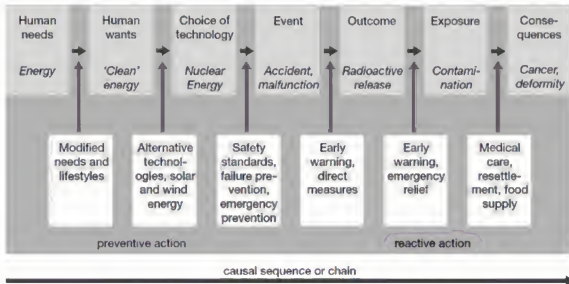 Human
needs
Energy
Human
wants
'Clean'
energy
Choice of
technology
Nuclear
Energy
Event
Accident,
malfunction
Outcome
Radioactive
release
Exposure
Contami-
nation
Conse-
quences
Cancer,
deformity
Modified
needs and
lifestyles
Alternative
technol-
ogies, solar
and wind
energy
Safety
standards,
failure pre-
vention,
emergency
prevention
Early
warning,
direct
measures
Early
warning,
emergency
relief
Medical
care,
resettle-
ment, food
supply
preventive action
reactive action
causal sequence or chain